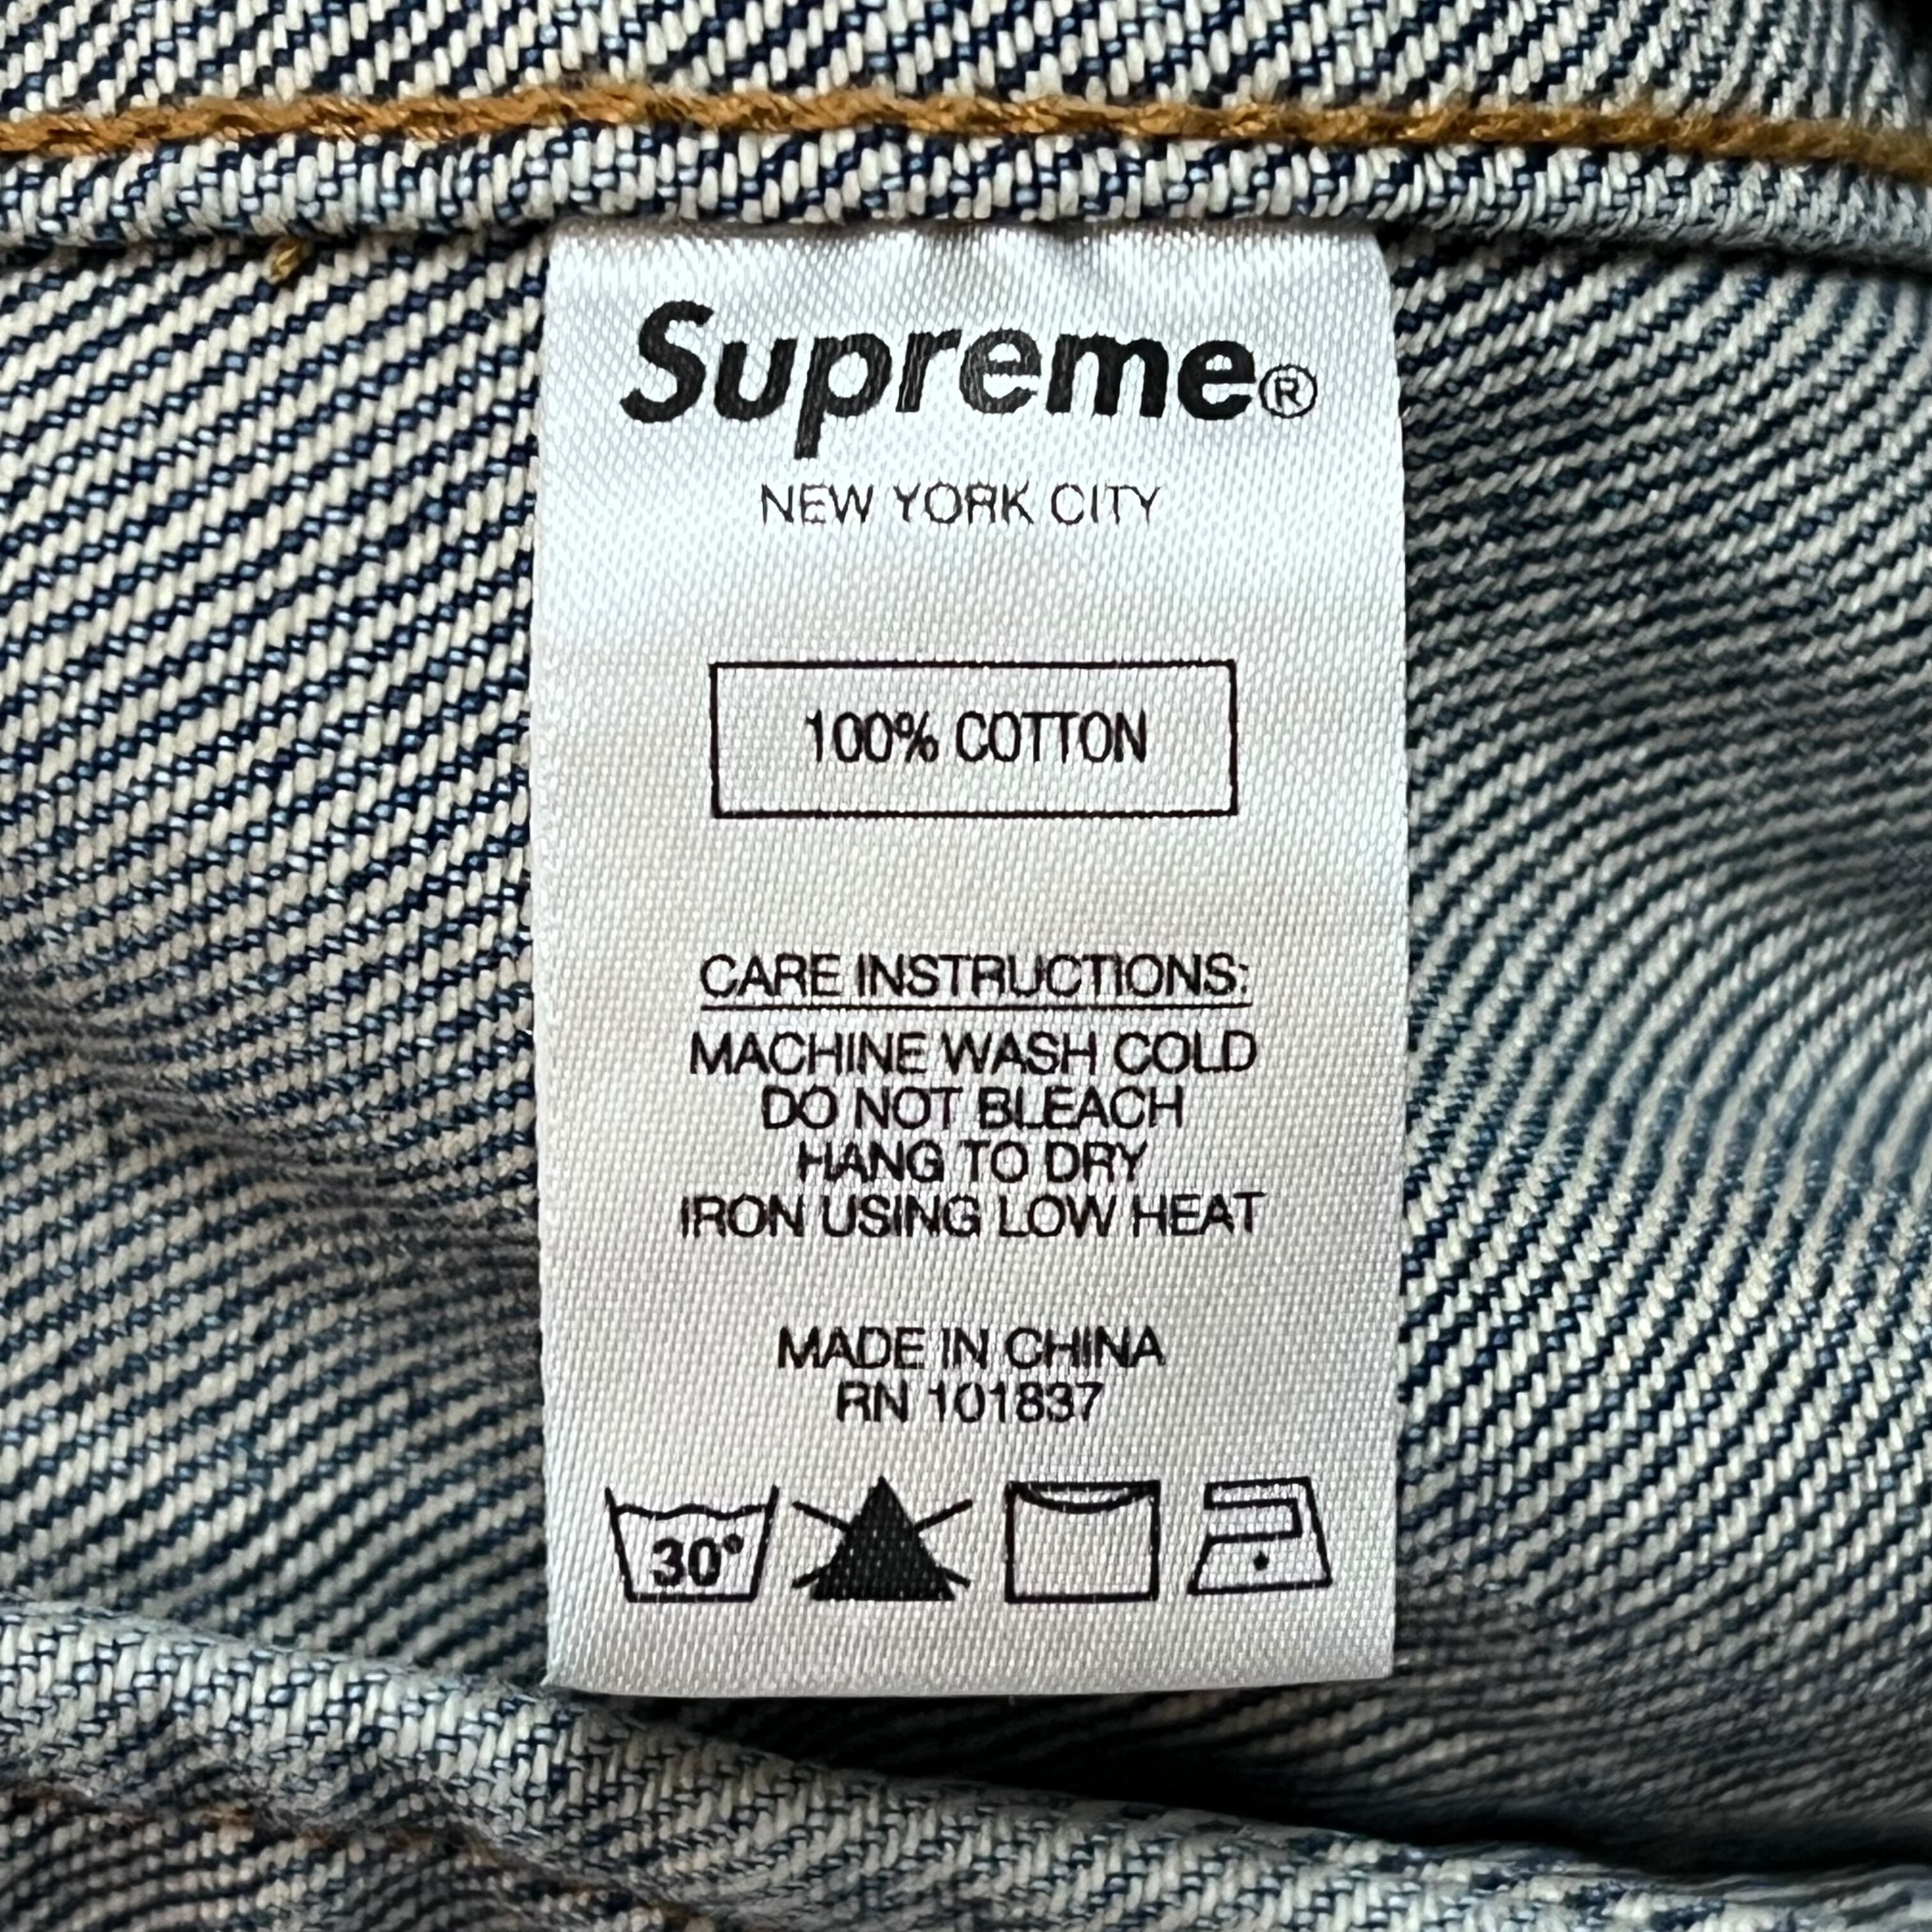 Supreme®
NEW YORK CITY
100% COTTON
CARE INSTRUCTIONS:
MACHINE WASH COLD
DO NOT BLEACH
HANG TO DRY
IRON USING LOW HEAT
MADE IN CHINA
RN 101837
30°